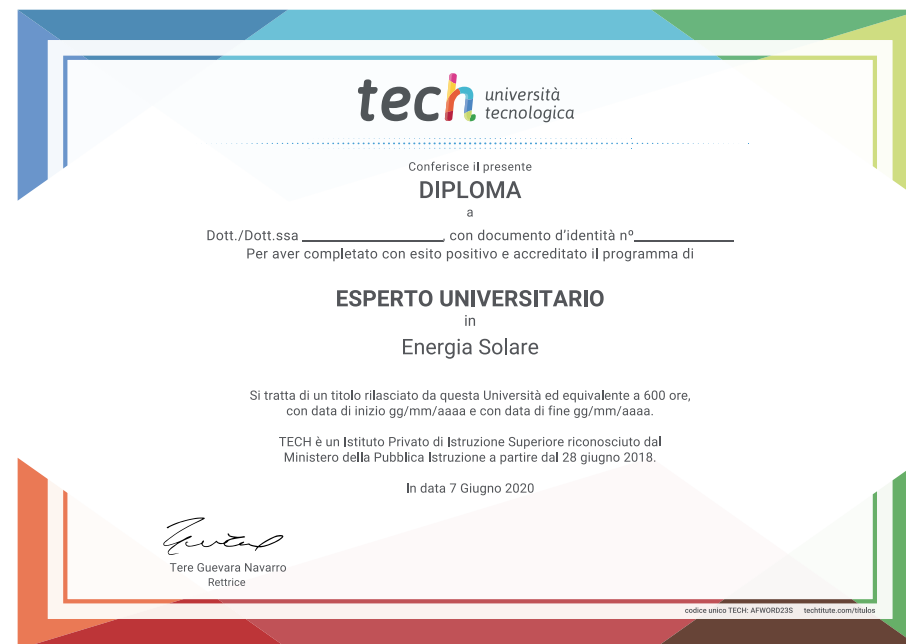 tech università
tecnologica
Conferisce il presente
DIPLOMA
a
Dott./Dott.ssa ________________, con documento d'identità nº____________
Per aver completato con esito positivo e accreditato il programma di
ESPERTO UNIVERSITARIO
in
Energia Solare
Si tratta di un titolo rilasciato da questa Università ed equivalente a 600 ore,
con data di inizio gg/mm/aaaa e con data di fine gg/mm/aaaa.
TECH è un Istituto Privato di Istruzione Superiore riconosciuto dal
Ministero della Pubblica Istruzione a partire dal 28 giugno 2018.
In data 7 Giugno 2020
Tere Guevara Navarro
Rettrice
codice unico TECH: AFWORD23S techtitute.com/titulos